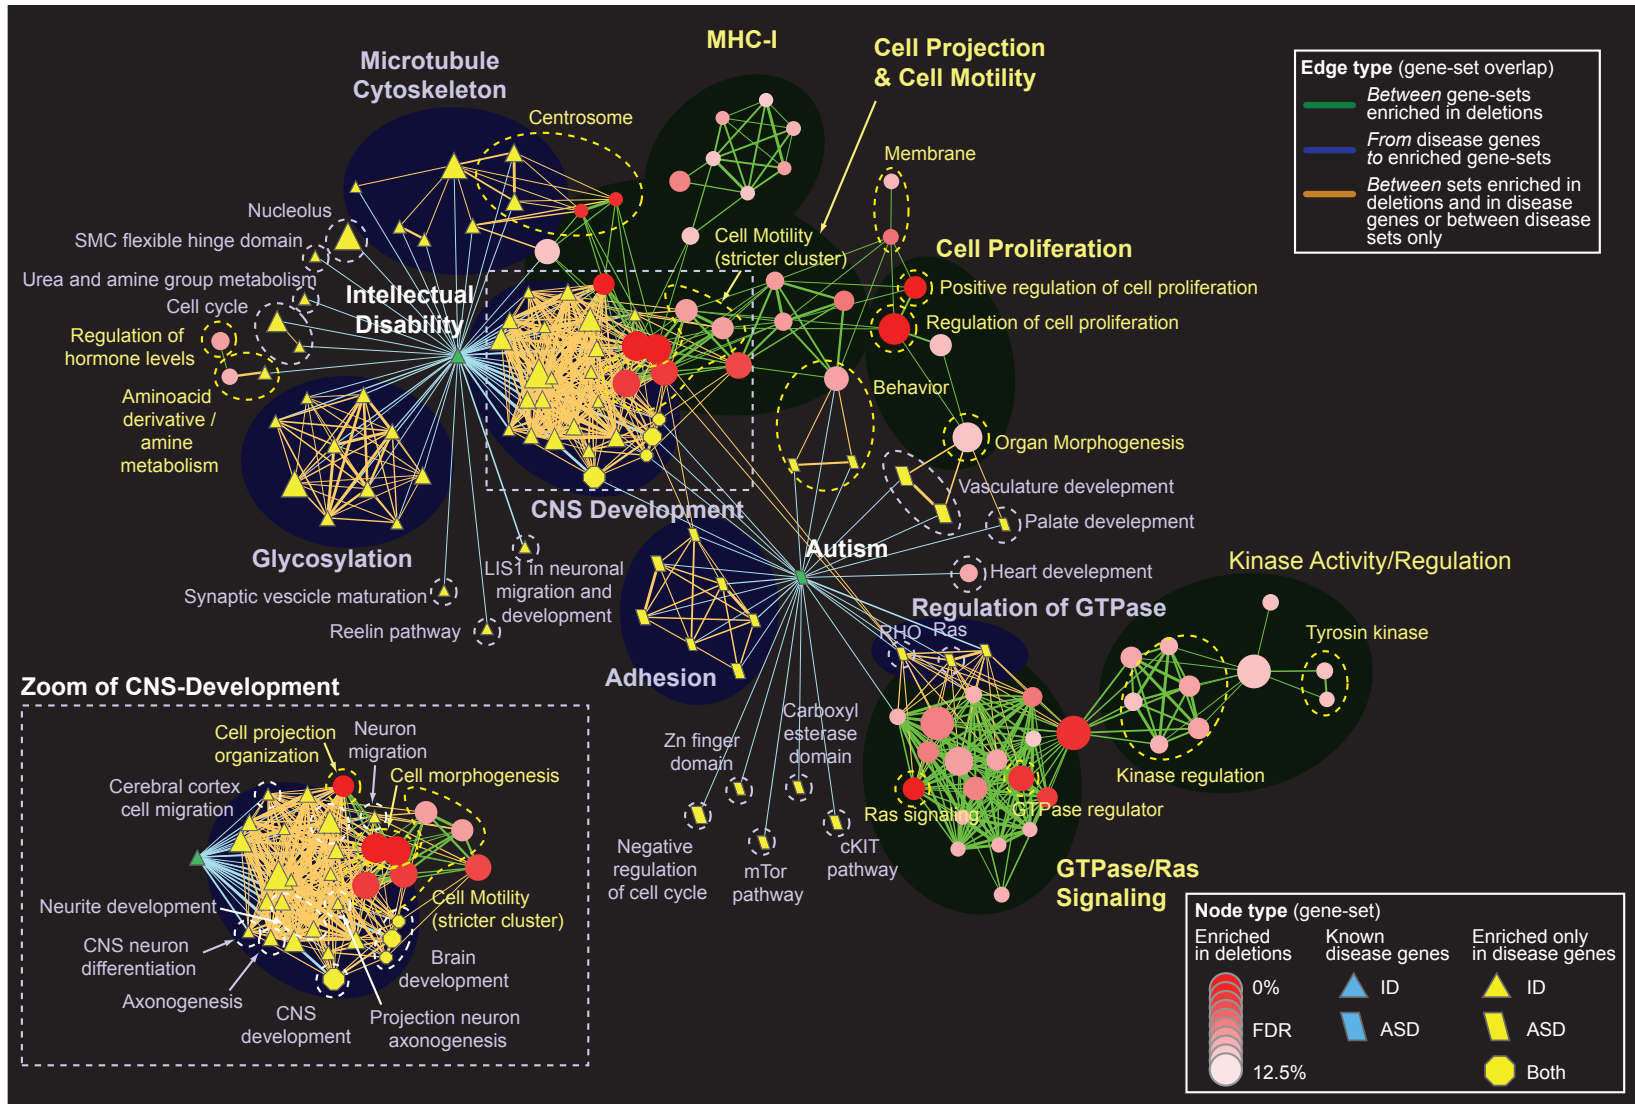 MHC-I
Cell Projection
& Cell Motility
Microtubule
Cytoskeleton
Centrosome
Membrane
Edge type (gene-set overlap)
Between gene-sets
enriched in deletions
From disease genes
to enriched gene-sets
Between sets enriched in
deletions and in disease
genes or between disease
sets only
Nucleolus
SMC flexible hinge domain
Urea and amine group metabolism
Cell cycle
Regulation of
hormone levels
Aminoacid
derivative /
amine
metabolism
Intellectual
Disability
Cell Motility
(stricter cluster)
Cell Proliferation
Positive regulation of cell proliferation
Regulation of cell proliferation
Behavior
Organ Morphogenesis
Vasculature develepment
Palate develepment
CNS Development
Glycosylation
Autism
Heart develepment
LIS1 in neuronal
migration and
development
Synaptic vescicle maturation
Reelin pathway
Adhesion
Regulation of GTPase
RHO
Ras
Kinase Activity/Regulation
Tyrosin kinase
Kinase regulation
Carboxyl
esterase
domain
Zn finger
domain
Ras signaling
GTPase regulator
Negative
regulation
of cell cycle
mTor
pathway
cKIT
pathway
GTPase/Ras
Signaling
Zoom of CNS-Development
Cell projection
organization
Neuron
migration
Cell morphogenesis
Cerebral cortex
cell migration
Neurite development
CNS neuron
differentiation
Axonogenesis
CNS
development
Projection neuron
axonogenesis
Brain
development
Cell Motility
(stricter cluster)
Node type (gene-set)
Enriched
in deletions
Known
disease genes
Enriched only
in disease genes
0%
FDR
12.5%
ID
ASD
ID
ASD
Both